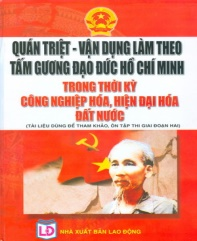 QUÁN TRIỆT - VẬN DỤNG LÀM THEO
TẤM GƯƠNG ĐẠO ĐỨC HỒ CHÍ MINH
TRONG THỜI KỲ
CÔNG NGHIỆP HÓA, HIỆN ĐẠI HÓA
ĐẤT NƯỚC
(TÀI LIỆU DÙNG ĐỂ THAM KHẢO, ÔN TẬP THI GIAI ĐOẠN HAI)
LĐ
NHÀ XUẤT BẢN LAO ĐỘNG